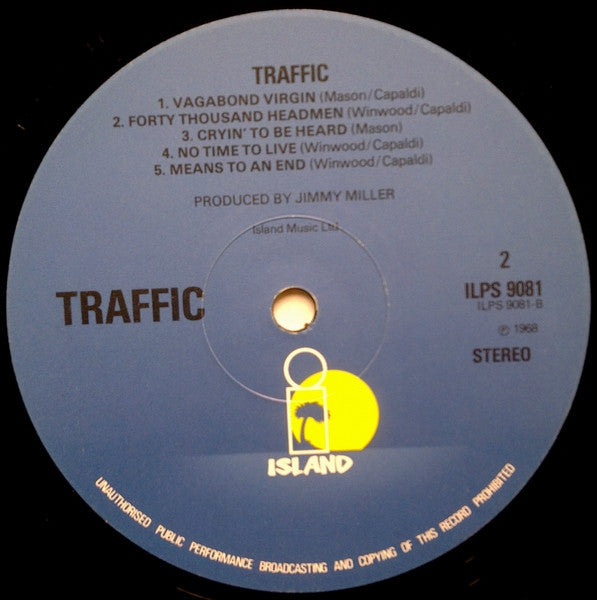 TRAFFIC
1. VAGABOND VIRGIN (Mason/Capaldi)
2. FORTY THOUSAND HEADMEN (Winwood/Capaldi)
3. CRYIN' TO BE HEARD (Mason)
4. NO TIME TO LIVE (Winwood/Capaldi)
5. MEANS TO AN END (Winwood/Capaldi)
PRODUCED BY JIMMY MILLER
Island Music Ltd
2
TRAFFIC
ILPS 9081
ILPS 9081-B
℗ 1968
STEREO
ISLAND
UNAUTHORISED PUBLIC PERFORMANCE BROADCASTING AND COPYING OF THIS RECORD PROHIBITED